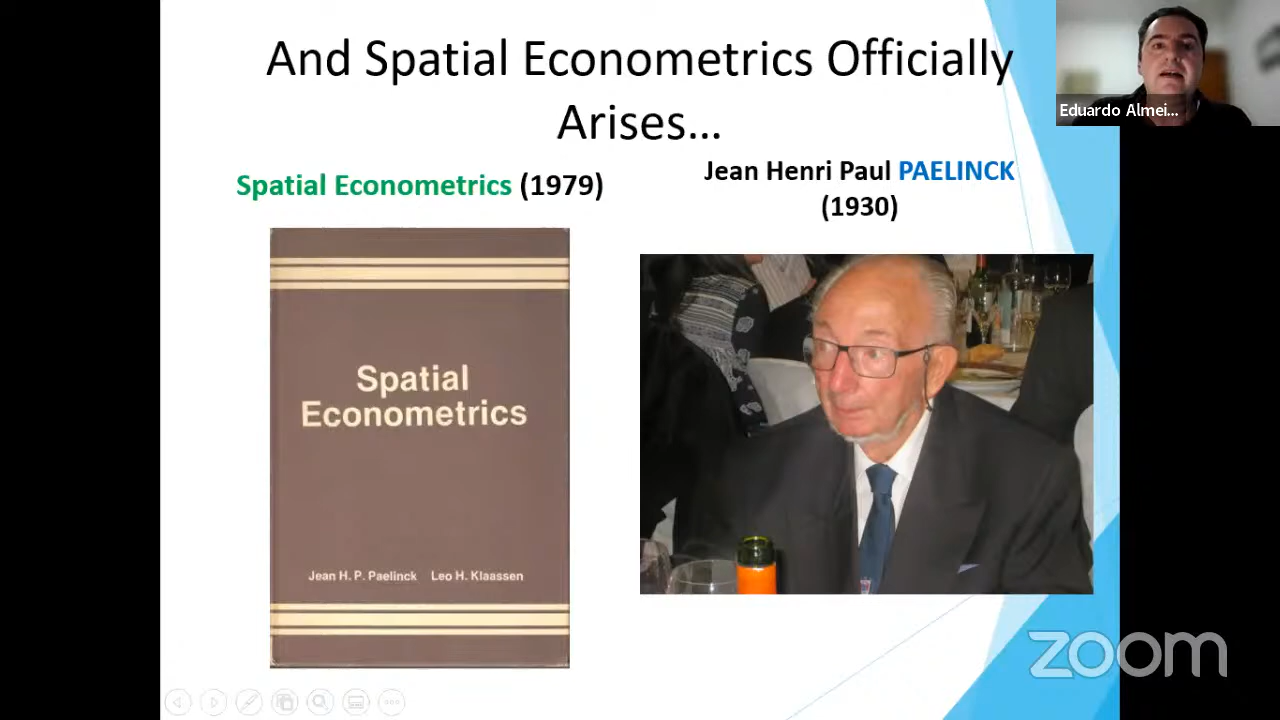 And Spatial Econometrics Officially
Arises...
Eduardo Almei...
Spatial Econometrics (1979)
Jean Henri Paul PAELINCK
(1930)
Spatial
Econometrics
Jean H. P. Paelinck Leo H. Klaassen
zoom